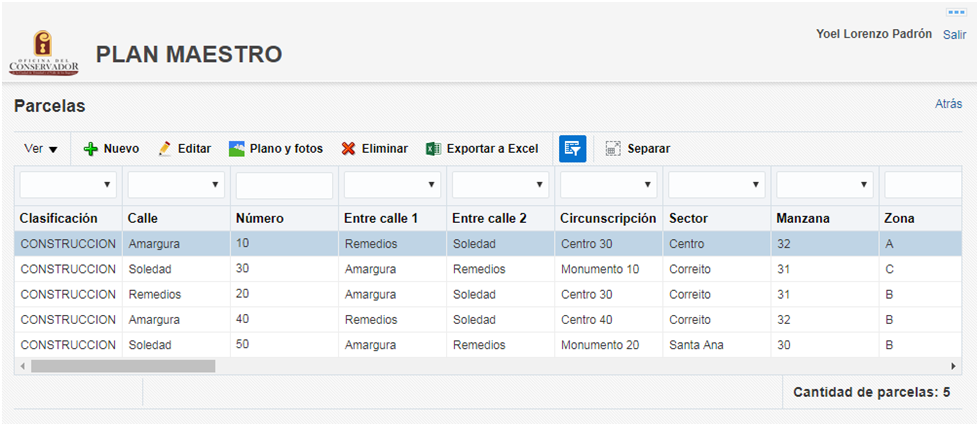 Yoel Lorenzo Padrón Salir
OFICINA DEL
CONSERVADOR
PLAN MAESTRO
Parcelas Atrás
Ver Nuevo Editar Plano y fotos Eliminar Exportar a Excel Separar
Clasificación Calle Número Entre calle 1 Entre calle 2 Circunscripción Sector Manzana Zona
CONSTRUCCION Amargura 10 Remedios Soledad Centro 30 Centro 32 A
CONSTRUCCION Soledad 30 Amargura Remedios Monumento 10 Correito 31 C
CONSTRUCCION Remedios 20 Amargura Soledad Centro 30 Correito 31 B
CONSTRUCCION Amargura 40 Remedios Soledad Centro 40 Correito 32 B
CONSTRUCCION Soledad 50 Amargura Remedios Monumento 20 Santa Ana 30 B
Cantidad de parcelas: 5